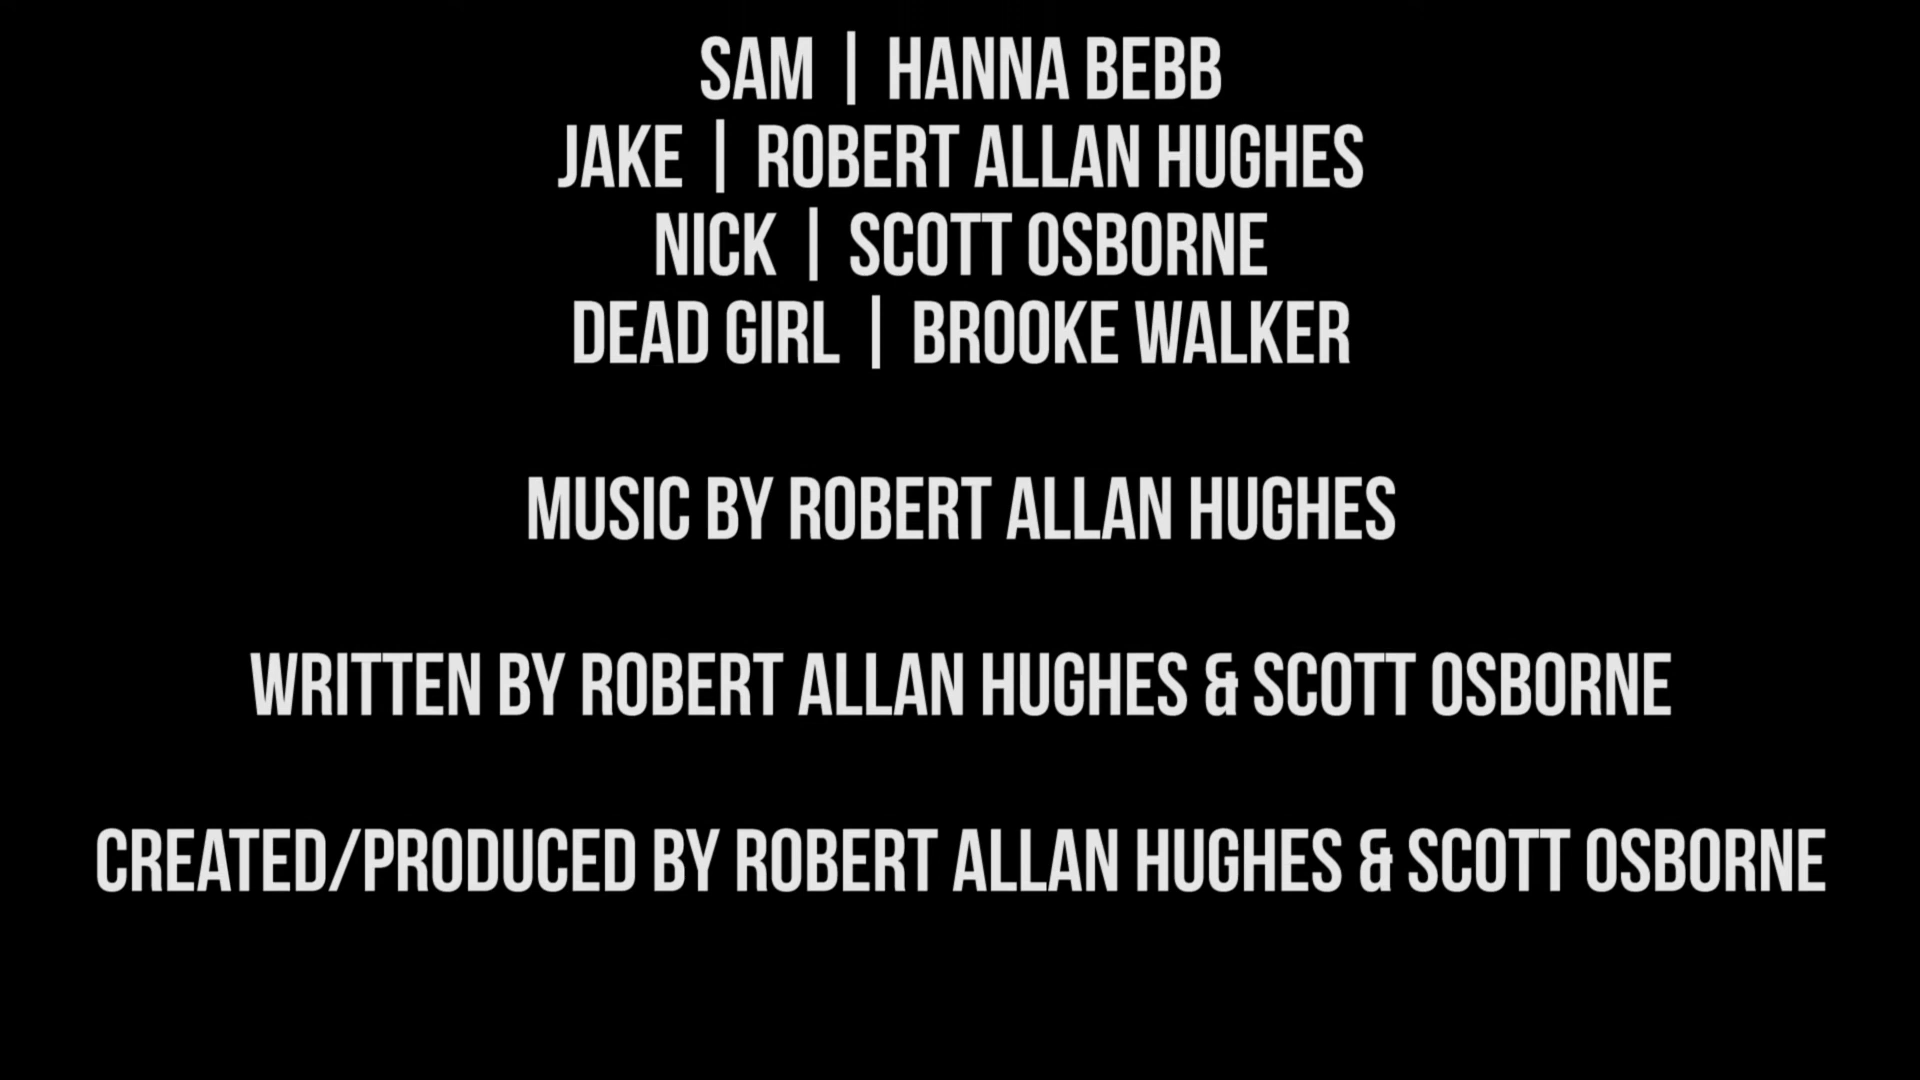 SAM | HANNA BEBB
JAKE | ROBERT ALLAN HUGHES
NICK | SCOTT OSBORNE
DEAD GIRL | BROOKE WALKER
MUSIC BY ROBERT ALLAN HUGHES
WRITTEN BY ROBERT ALLAN HUGHES & SCOTT OSBORNE
CREATED/PRODUCED BY ROBERT ALLAN HUGHES & SCOTT OSBORNE